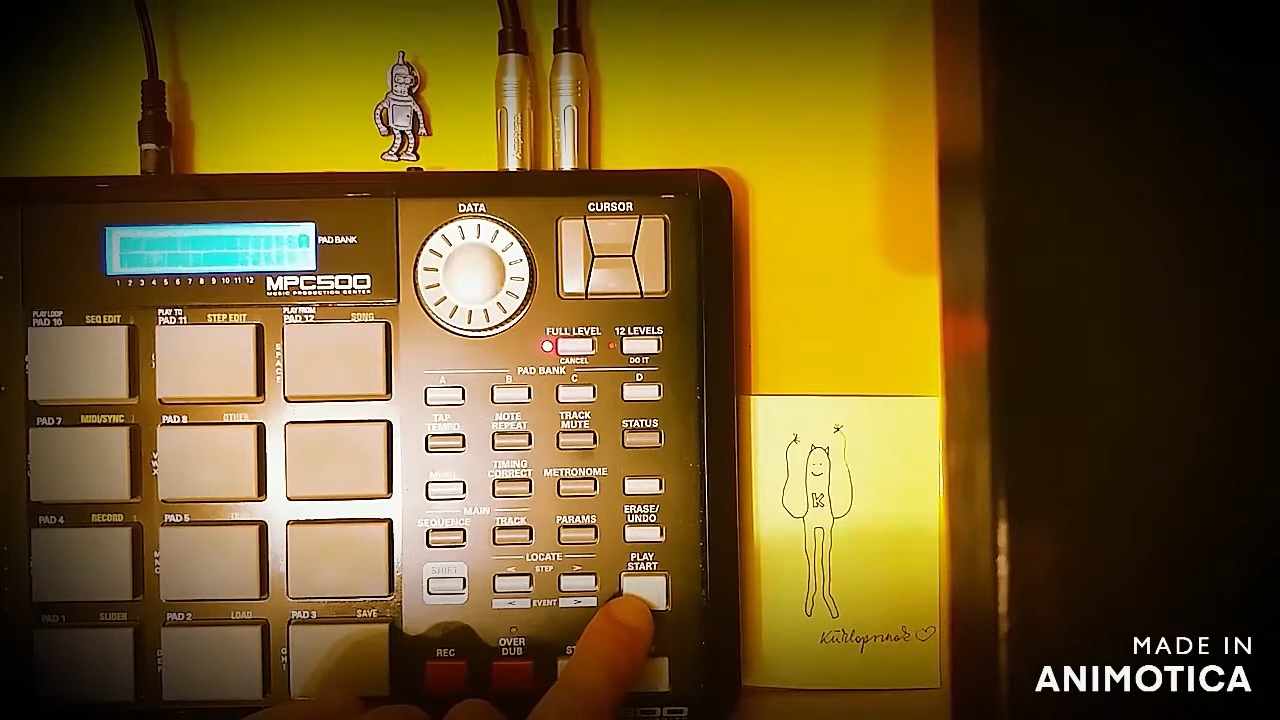 DATA
CURSOR
PAD BANK
1 2 3 4 5 6 7 8 9 10 11 12
MPC500
MUSIC PRODUCTION CENTER
PLAY LOOP
PAD 10
SEQ EDIT
PLAY TO
PAD 11
STEP EDIT
PLAY FROM
PAD 12
SONG
SPACE
FULL LEVEL
12 LEVELS
CANCEL
DO IT
PAD BANK
A B C D
TAP TEMPO
NOTE REPEAT
TRACK MUTE
STATUS
PAD 7
MIDI/SYNC
PAD 8
OTHER
TIMING CORRECT
METRONOME
MAIN
SEQUENCE
TRACK
PARAMS
ERASE/
UNDO
PAD 4
RECORD
PAD 5
LOCATE
< STEP >
SHIFT
< EVENT >
PLAY
START
PAD 1
SLIDER
PAD 2
LOAD
PAD 3
SAVE
GHI
REC
OVER
DUB
ST
K
MADE IN
ANIMOTICA